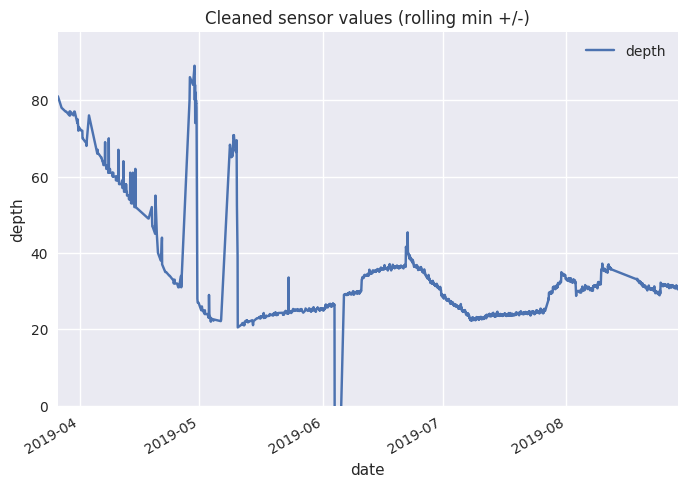 Cleaned sensor values (rolling min +/-)
depth
80
60
40
20
0
depth
2019-04
2019-05
2019-06
2019-07
2019-08
date